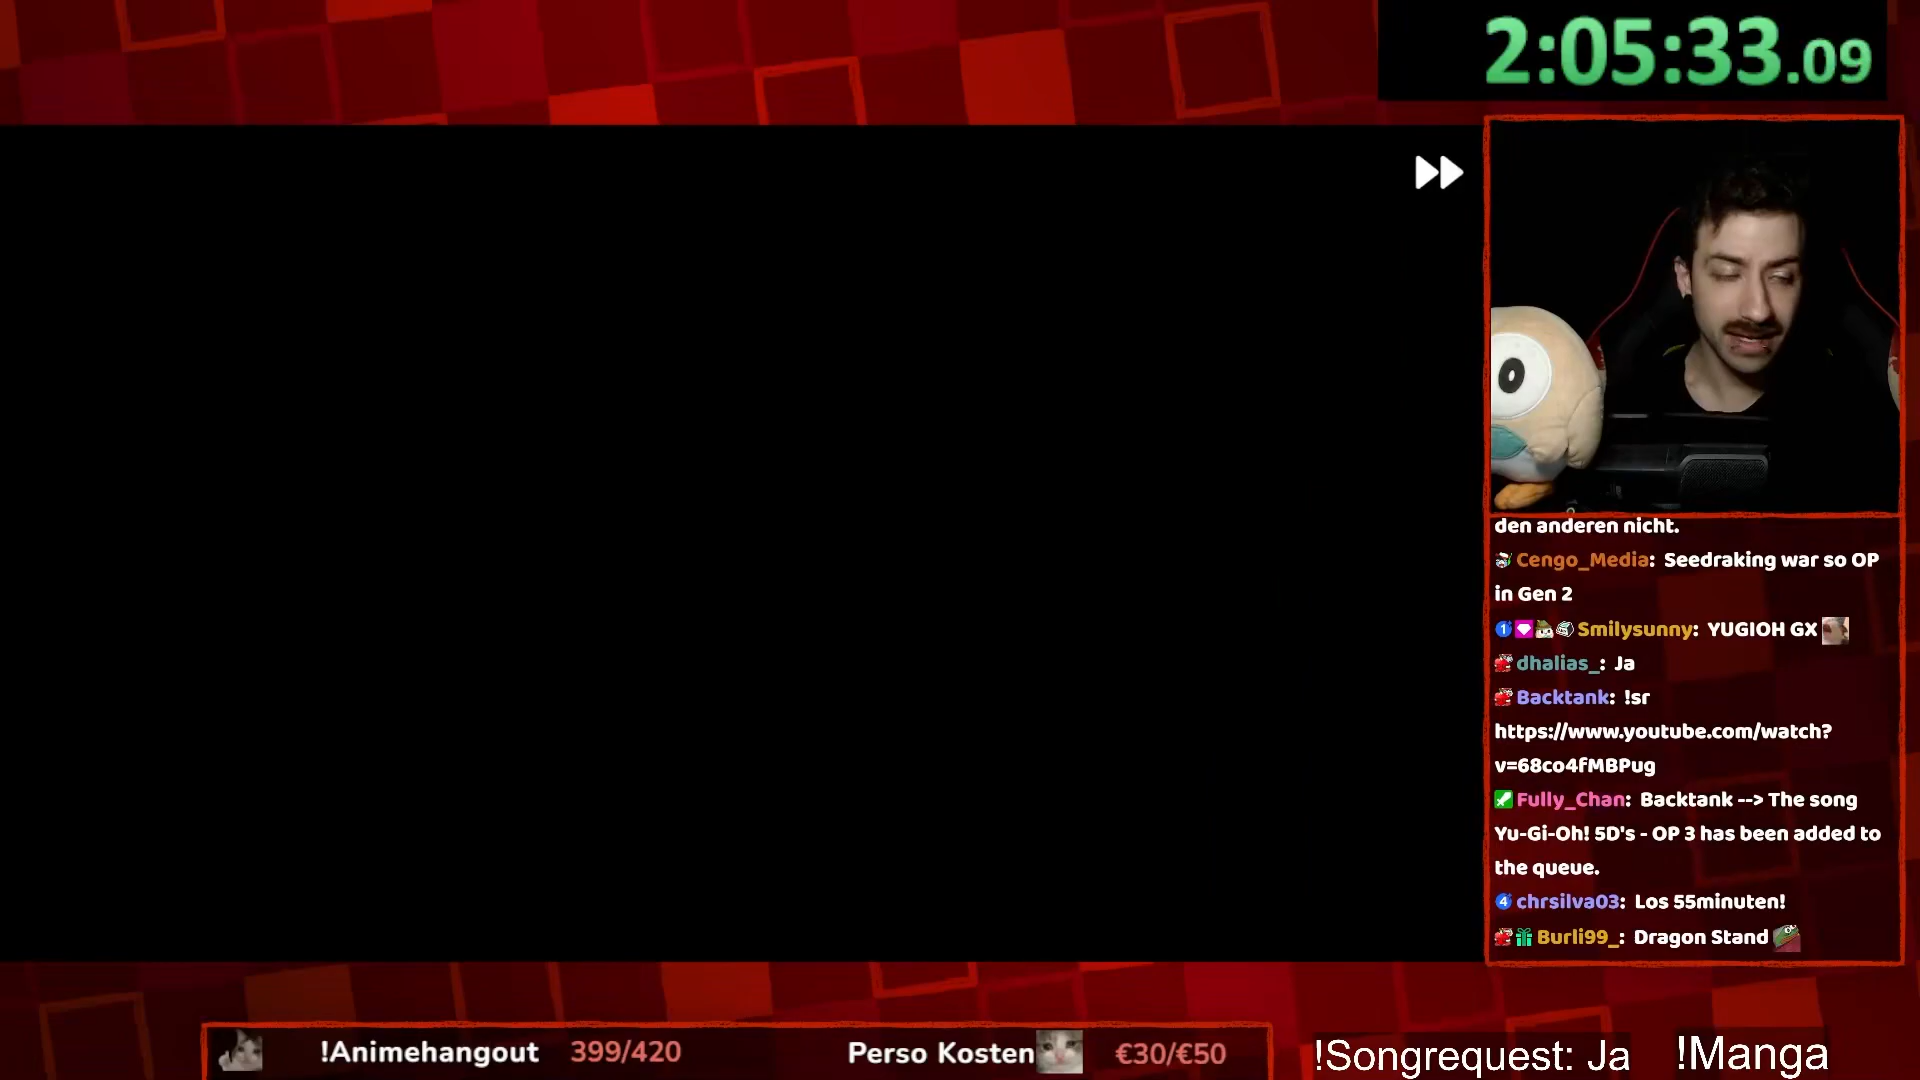 2:05:33.09
den anderen nicht.
Cengo_Media: Seedraking war so OP
in Gen 2
Smilysunny: YUGIOH GX
dhalias_: Ja
Backtank: !sr
https://www.youtube.com/watch?
v=68co4fMBPug
Fully_Chan: Backtank --> The song
Yu-Gi-Oh! 5D's - OP 3 has been added to
the queue.
chrsilva03: Los 55minuten!
Burli99_: Dragon Stand
!Animehangout 399/420 Perso Kosten €30/€50 !Songrequest: Ja !Manga